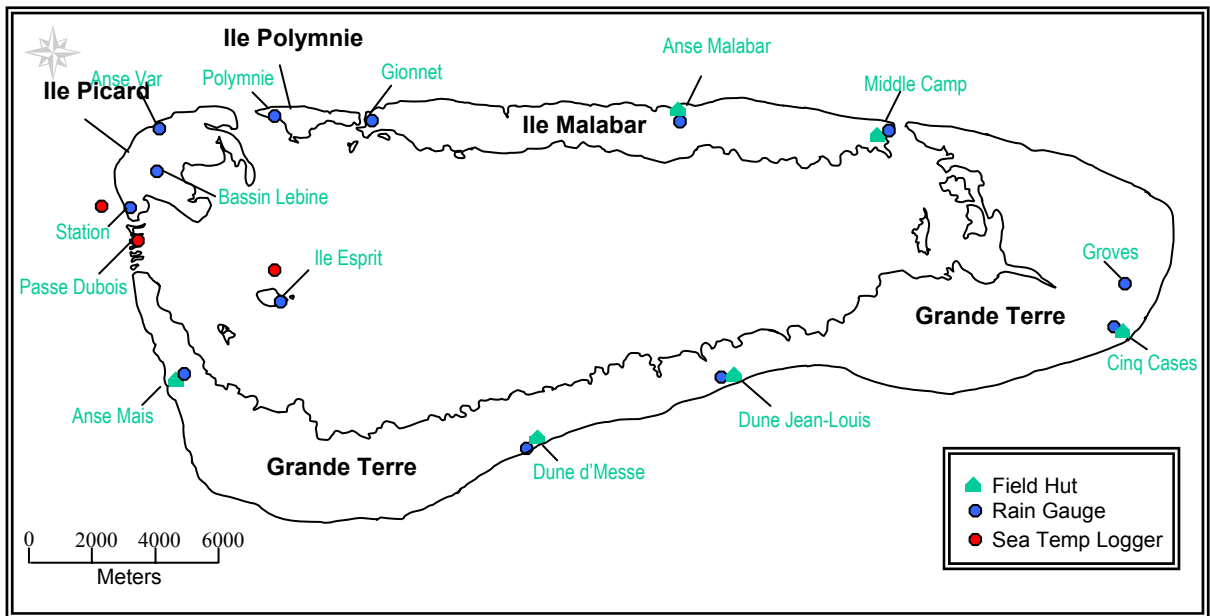 Ile Polymnie
Anse Malabar
Anse Var
Polymnie
Gionnet
Middle Camp
Ile Picard
Ile Malabar
Bassin Lebine
Station
Ile Esprit
Groves
Passe Dubois
Grande Terre
Cinq Cases
Anse Mais
Dune Jean-Louis
Grande Terre
Dune d'Messe
Field Hut
Rain Gauge
Sea Temp Logger
0 2000 4000 6000
Meters